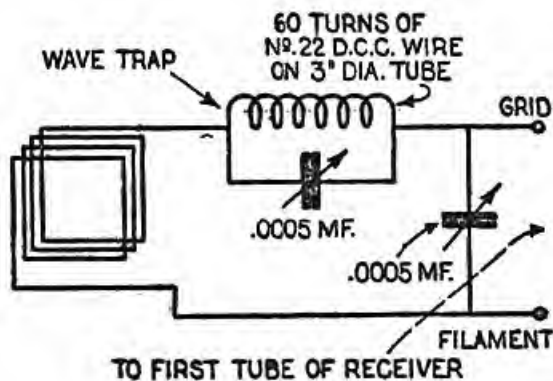 60 TURNS OF
Nº.22 D.C.C. WIRE
ON 3" DIA. TUBE
WAVE TRAP
GRID
.0005 MF.
.0005 MF.
FILAMENT
TO FIRST TUBE OF RECEIVER